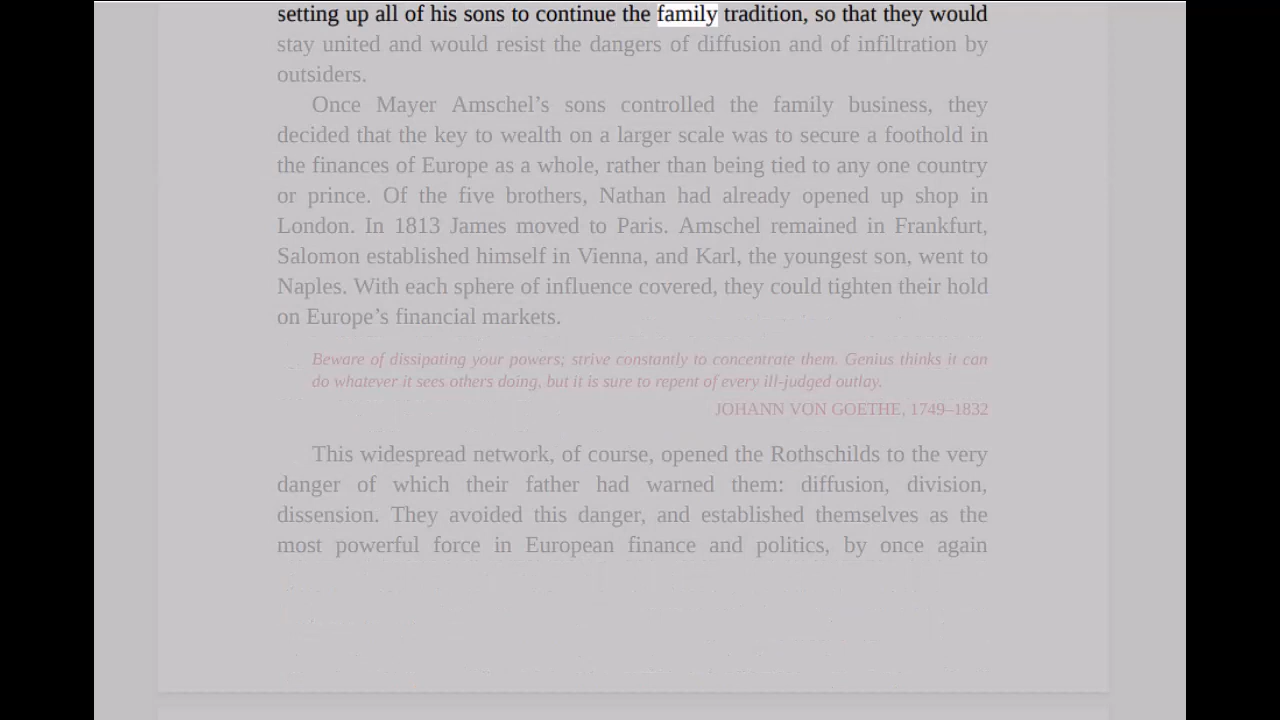 setting up all of his sons to continue the family tradition, so that they would
stay united and would resist the dangers of diffusion and of infiltration by
outsiders.
Once Mayer Amschel’s sons controlled the family business, they
decided that the key to wealth on a larger scale was to secure a foothold in
the finances of Europe as a whole, rather than being tied to any one country
or prince. Of the five brothers, Nathan had already opened up shop in
London. In 1813 James moved to Paris. Amschel remained in Frankfurt,
Salomon established himself in Vienna, and Karl, the youngest son, went to
Naples. With each sphere of influence covered, they could tighten their hold
on Europe’s financial markets.
Beware of dissipating your powers; strive constantly to concentrate them. Genius thinks it can
do whatever it sees others doing, but it is sure to repent of every ill-judged outlay.
JOHANN VON GOETHE, 1749–1832
This widespread network, of course, opened the Rothschilds to the very
danger of which their father had warned them: diffusion, division,
dissension. They avoided this danger, and established themselves as the
most powerful force in European finance and politics, by once again